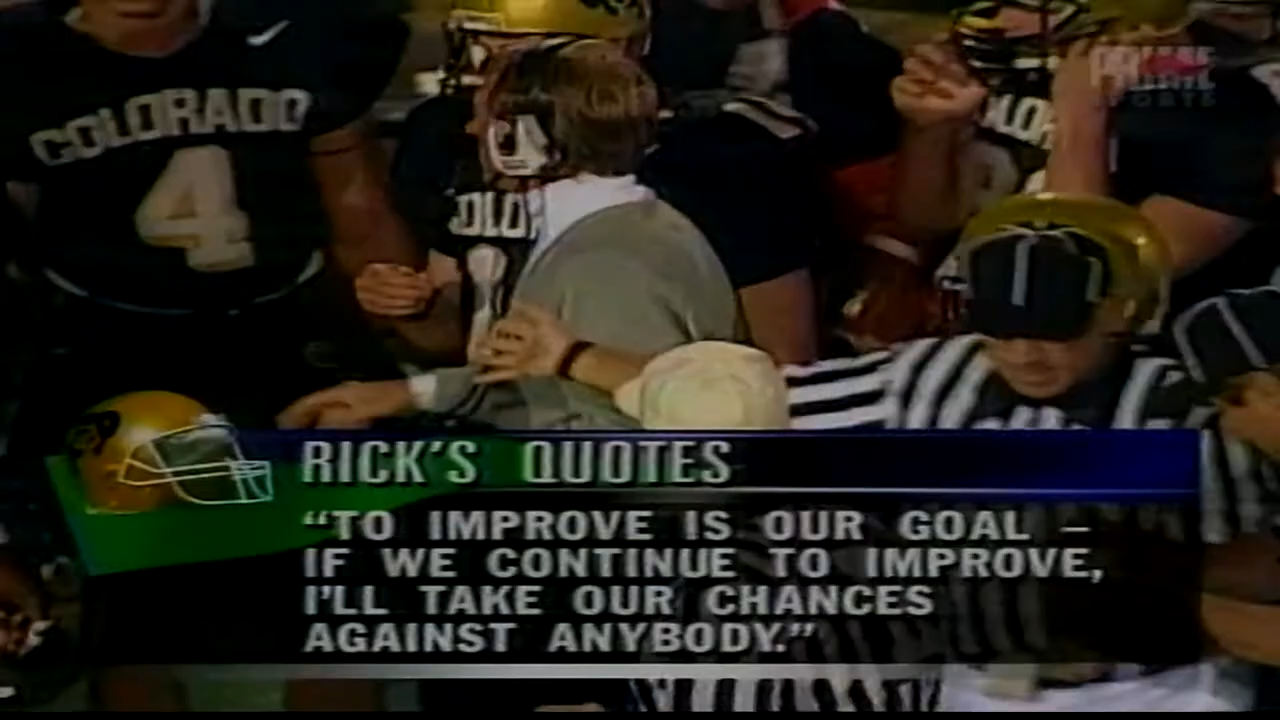 COLORADO
4
COLO
RICK'S QUOTES
"TO IMPROVE IS OUR GOAL –
IF WE CONTINUE TO IMPROVE,
I'LL TAKE OUR CHANCES
AGAINST ANYBODY."